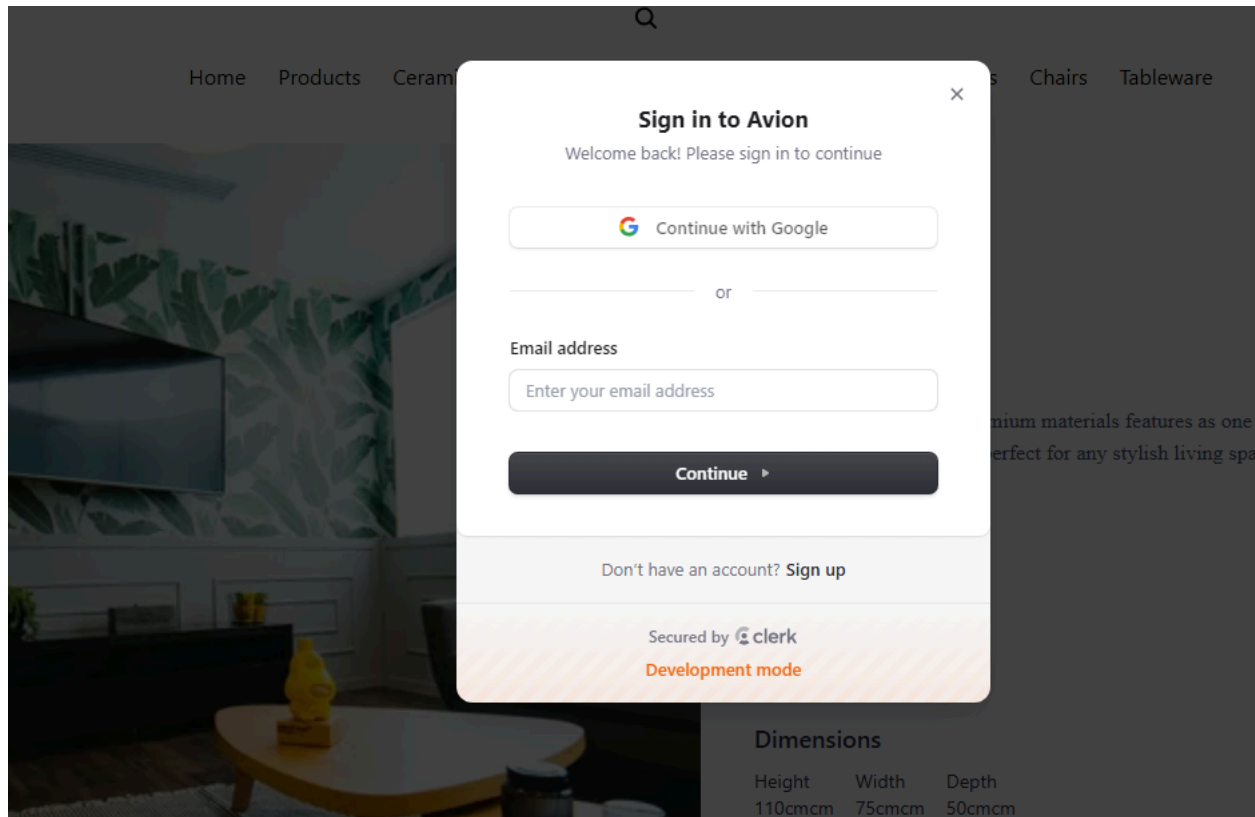 Home Products Cerami s Chairs Tableware
Sign in to Avion
Welcome back! Please sign in to continue
Continue with Google
or
Email address
Enter your email address
Continue
Don't have an account? Sign up
Secured by clerk
Development mode
mium materials features as one
erfect for any stylish living spa
Dimensions
Height Width Depth
110cmcm 75cmcm 50cmcm